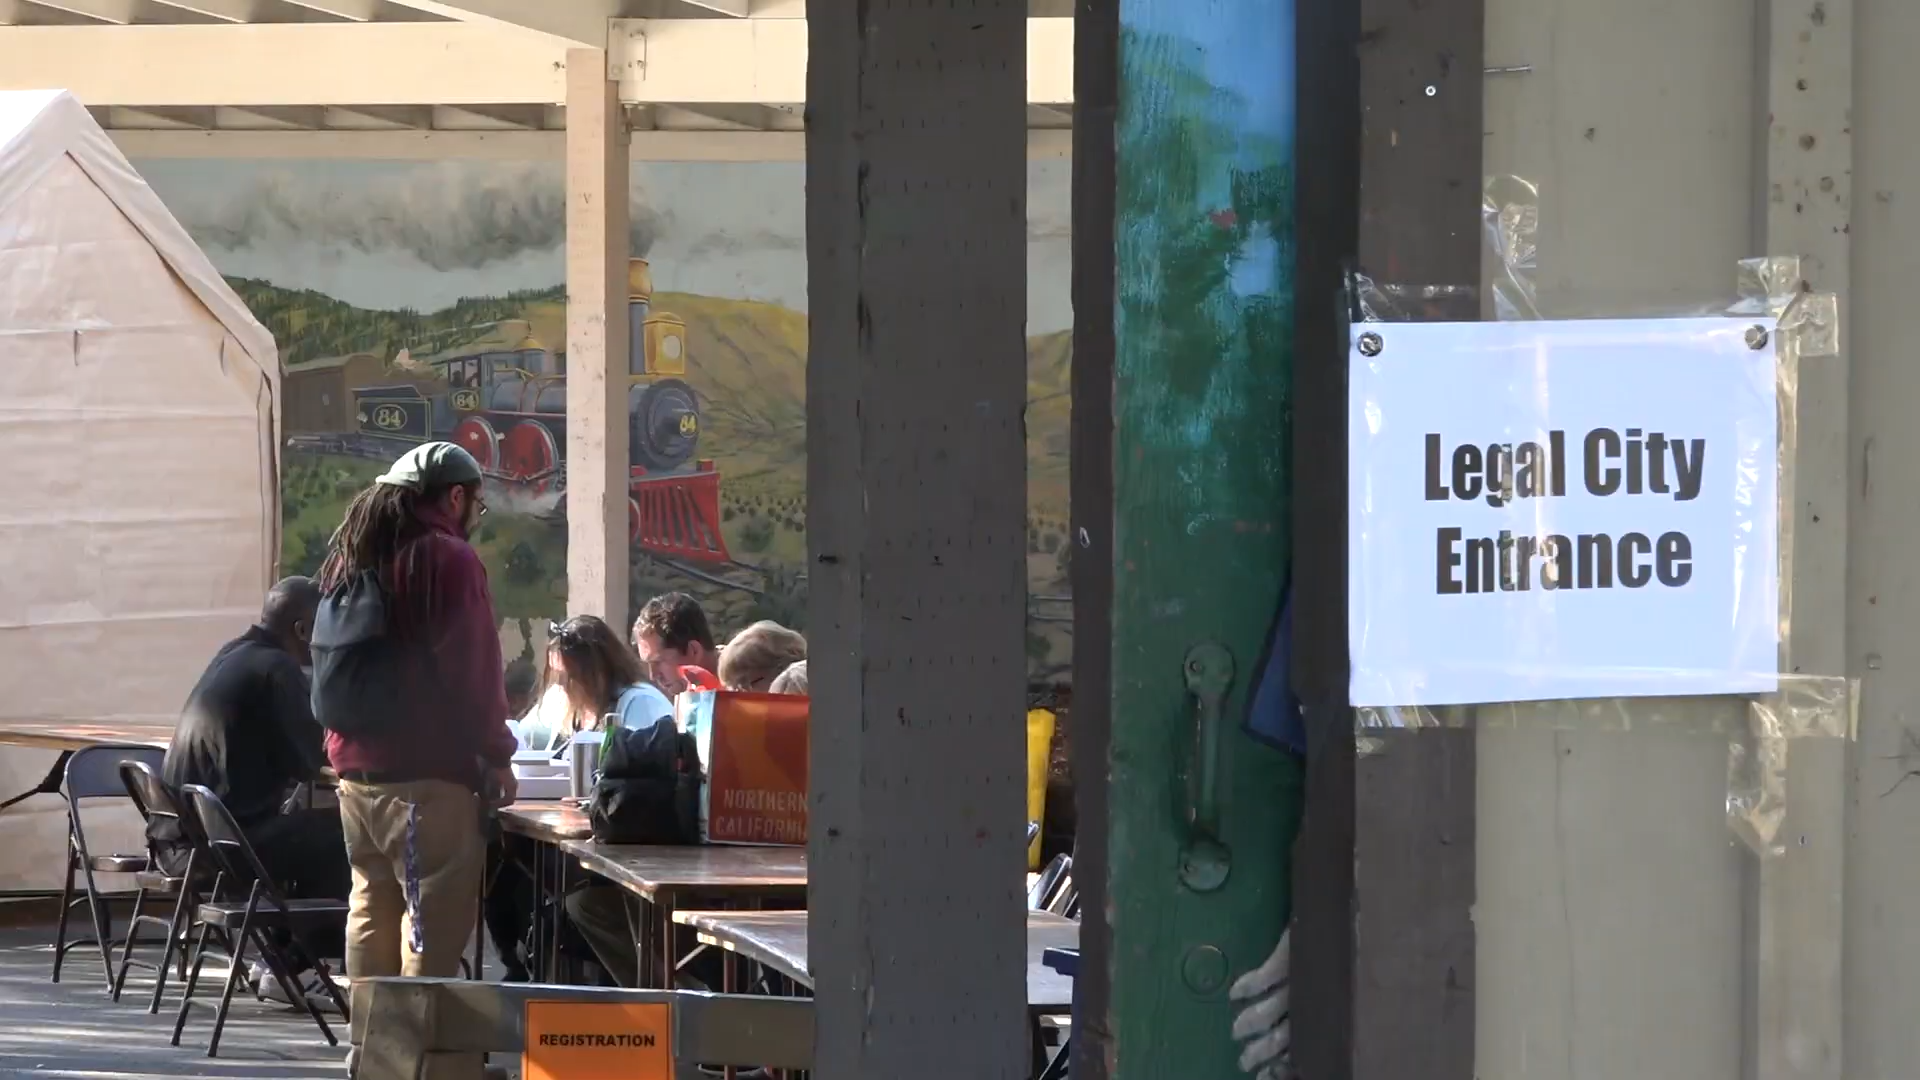 84
84
84
NORTHERN
CALIFORNIA
REGISTRATION
Legal City
Entrance